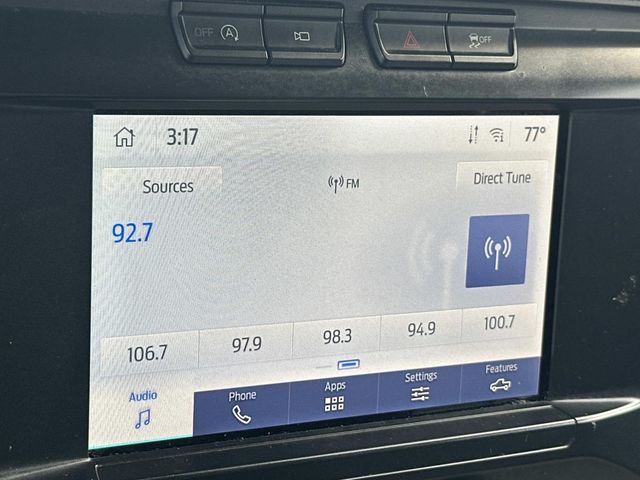 OFF A
OFF
3:17
77°
Sources
FM
Direct Tune
92.7
106.7
97.9
98.3
94.9
100.7
Audio
Phone
Apps
Settings
Features